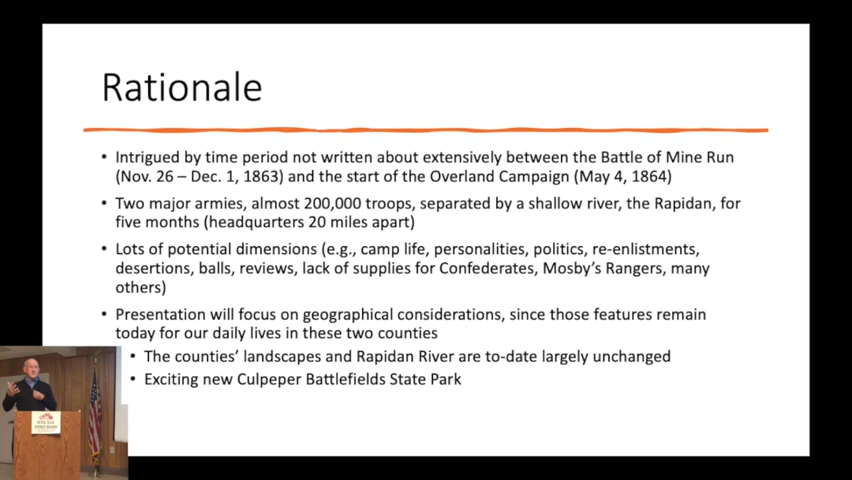 Rationale
• Intrigued by time period not written about extensively between the Battle of Mine Run
(Nov. 26 – Dec. 1, 1863) and the start of the Overland Campaign (May 4, 1864)
• Two major armies, almost 200,000 troops, separated by a shallow river, the Rapidan, for
five months (headquarters 20 miles apart)
• Lots of potential dimensions (e.g., camp life, personalities, politics, re-enlistments,
desertions, balls, reviews, lack of supplies for Confederates, Mosby's Rangers, many
others)
• Presentation will focus on geographical considerations, since those features remain
today for our daily lives in these two counties
• The counties' landscapes and Rapidan River are to-date largely unchanged
• Exciting new Culpeper Battlefields State Park